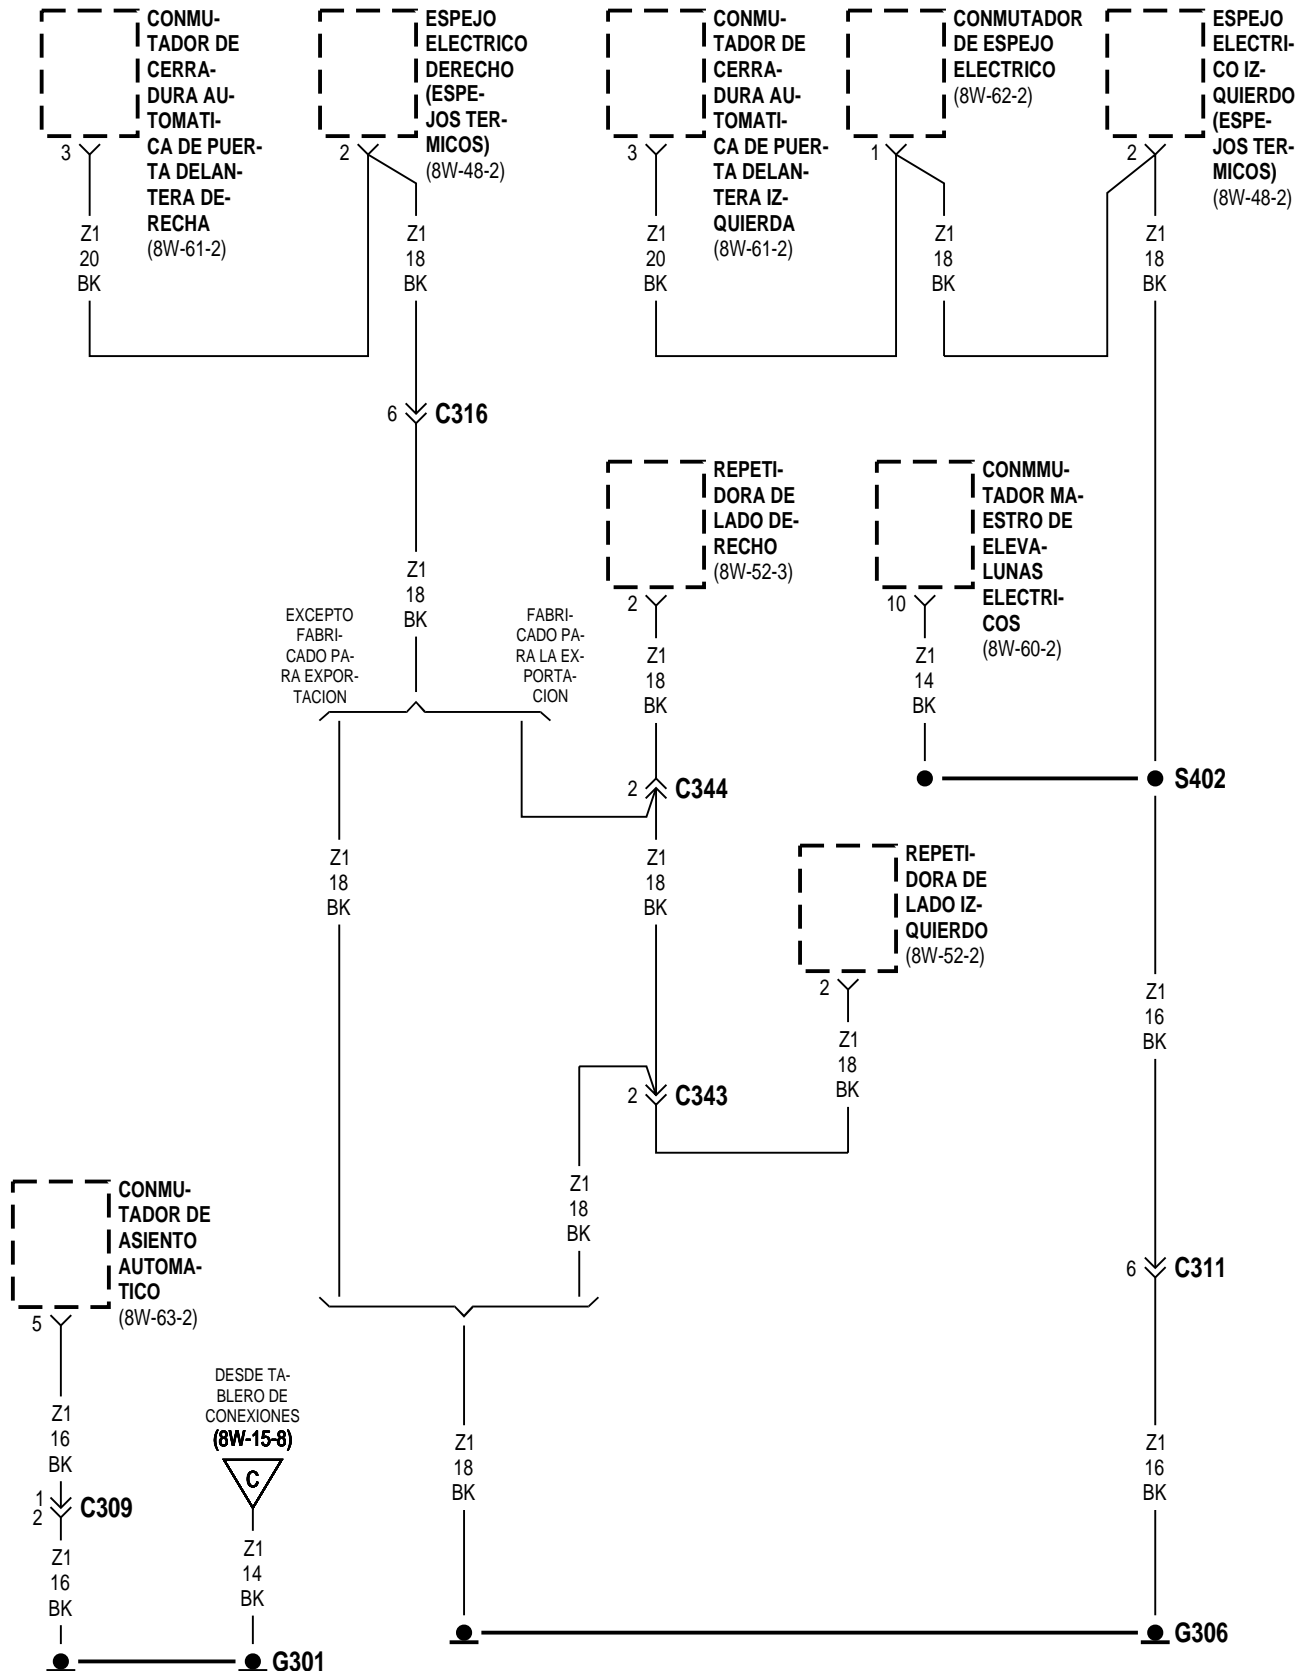 CONMU-
TADOR DE
CERRA-
DURA AU-
TOMATI-
CA DE PUER-
TA DELAN-
TERA DE-
RECHA
(8W-61-2)
3
Z1
20
BK
ESPEJO
ELECTRICO
DERECHO
(ESPE-
JOS TER-
MICOS)
(8W-48-2)
2
Z1
18
BK
CONMU-
TADOR DE
CERRA-
DURA AU-
TOMATI-
CA DE PUER-
TA DELAN-
TERA IZ-
QUIERDA
(8W-61-2)
3
Z1
20
BK
CONMUTADOR
DE ESPEJO
ELECTRICO
(8W-62-2)
1
Z1
18
BK
ESPEJO
ELECTRI-
CO IZ-
QUIERDO
(ESPE-
JOS TER-
MICOS)
(8W-48-2)
2
Z1
18
BK
6 C316
Z1
18
BK
REPETI-
DORA DE
LADO DE-
RECHO
(8W-52-3)
2
Z1
18
BK
CONMMU-
TADOR MA-
ESTRO DE
ELEVA-
LUNAS
ELECTRI-
COS
(8W-60-2)
10
Z1
14
BK
EXCEPTO
FABRI-
CADO PA-
RA EXPOR-
TACION
FABRI-
CADO PA-
RA LA EX-
PORTA-
CION
2 C344
S402
Z1
18
BK
Z1
18
BK
REPETI-
DORA DE
LADO IZ-
QUIERDO
(8W-52-2)
2
Z1
18
BK
Z1
16
BK
2 C343
Z1
18
BK
CONMU-
TADOR DE
ASIENTO
AUTOMA-
TICO
(8W-63-2)
5
Z1
16
BK
6 C311
DESDE TA-
BLERO DE
CONEXIONES
(8W-15-8)
C
Z1
18
BK
Z1
16
BK
1
2
C309
Z1
16
BK
Z1
14
BK
G306
G301